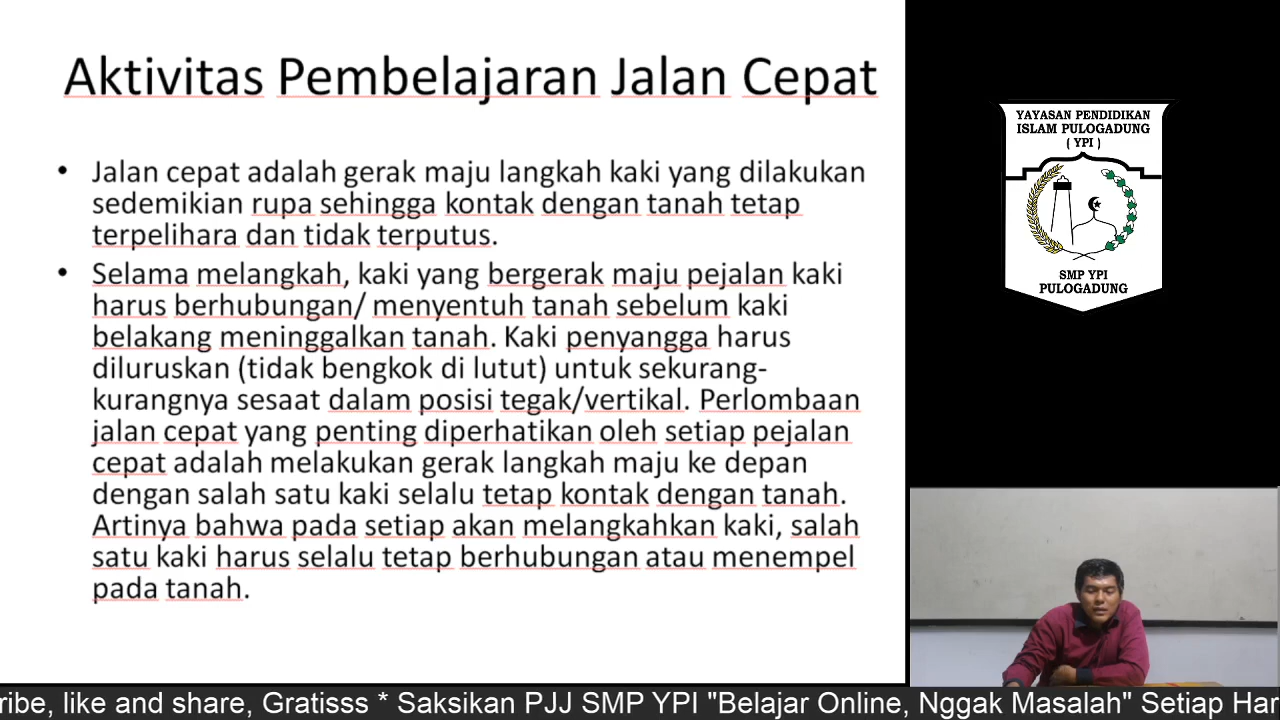 Aktivitas Pembelajaran Jalan Cepat
• Jalan cepat adalah gerak maju langkah kaki yang dilakukan
sedemikian rupa sehingga kontak dengan tanah tetap
terpelihara dan tidak terputus.
• Selama melangkah, kaki yang bergerak maju pejalan kaki
harus berhubungan/ menyentuh tanah sebelum kaki
belakang meninggalkan tanah. Kaki penyangga harus
diluruskan (tidak bengkok di lutut) untuk sekurang-
kurangnya sesaat dalam posisi tegak/vertikal. Perlombaan
jalan cepat yang penting diperhatikan oleh setiap pejalan
cepat adalah melakukan gerak langkah maju ke depan
dengan salah satu kaki selalu tetap kontak dengan tanah.
Artinya bahwa pada setiap akan melangkahkan kaki, salah
satu kaki harus selalu tetap berhubungan atau menempel
pada tanah.
YAYASAN PENDIDIKAN
ISLAM PULOGADUNG
( YPI )
SMP YPI
PULOGADUNG
ribe, like and share, Gratisss * Saksikan PJJ SMP YPI "Belajar Online, Nggak Masalah" Setiap Har